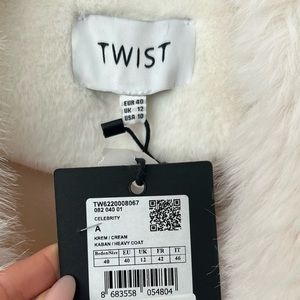 TWIST
EUR 40
UK 12
USA 10
TW6220008067
082 040 01
CELEBRITY
A
KREM / CREAM
KABAN / HEAVY COAT
Beden/Size EU UK FR IT
40 40 12 42 46
8 683558 054804